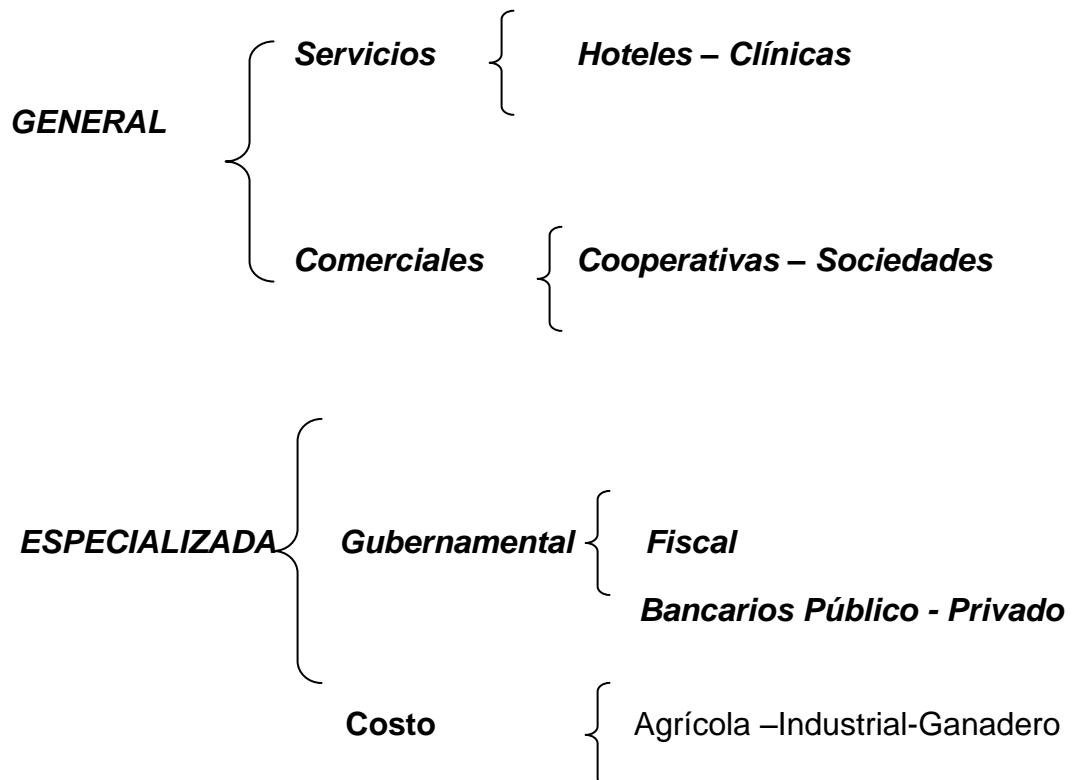 Servicios Hoteles – Clínicas
GENERAL
Comerciales Cooperativas – Sociedades
ESPECIALIZADA Gubernamental Fiscal
Bancarios Público - Privado
Costo Agrícola –Industrial-Ganadero